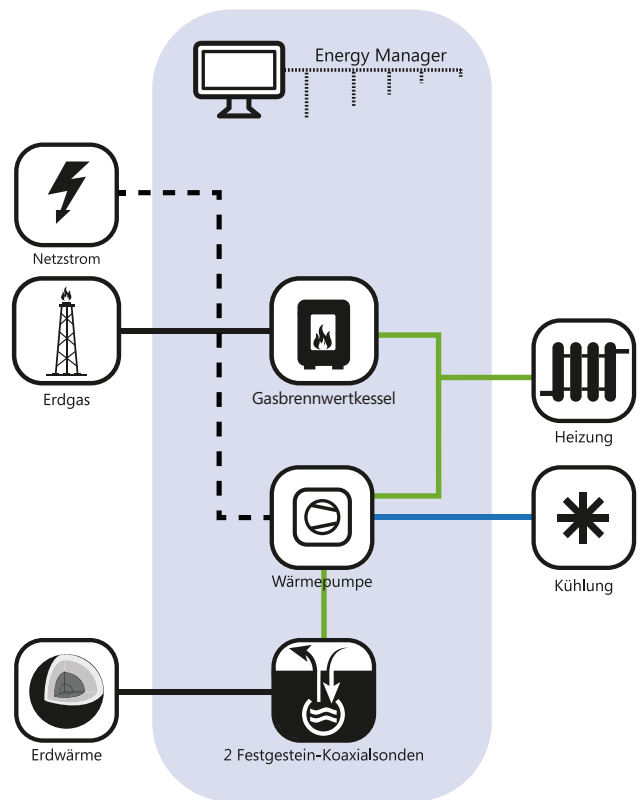 Energy Manager
Netzstrom
Erdgas
Gasbrennwertkessel
Heizung
Wärmepumpe
Kühlung
Erdwärme
2 Festgestein-Koaxialsonden